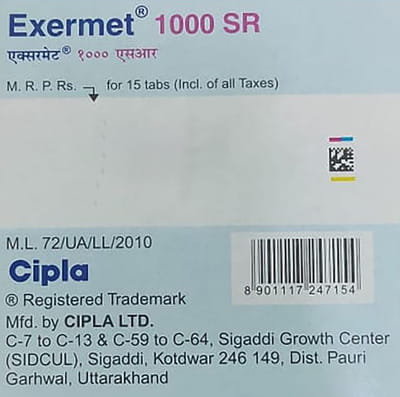 Exermet® 1000 SR
एक्सरमेट® १००० एसआर
M. R. P. Rs. for 15 tabs (Incl. of all Taxes)
M.L. 72/UA/LL/2010
Cipla
8 901117 247154
® Registered Trademark
Mfd. by CIPLA LTD.
C-7 to C-13 & C-59 to C-64, Sigaddi Growth Center
(SIDCUL), Sigaddi, Kotdwar 246 149, Dist. Pauri
Garhwal, Uttarakhand